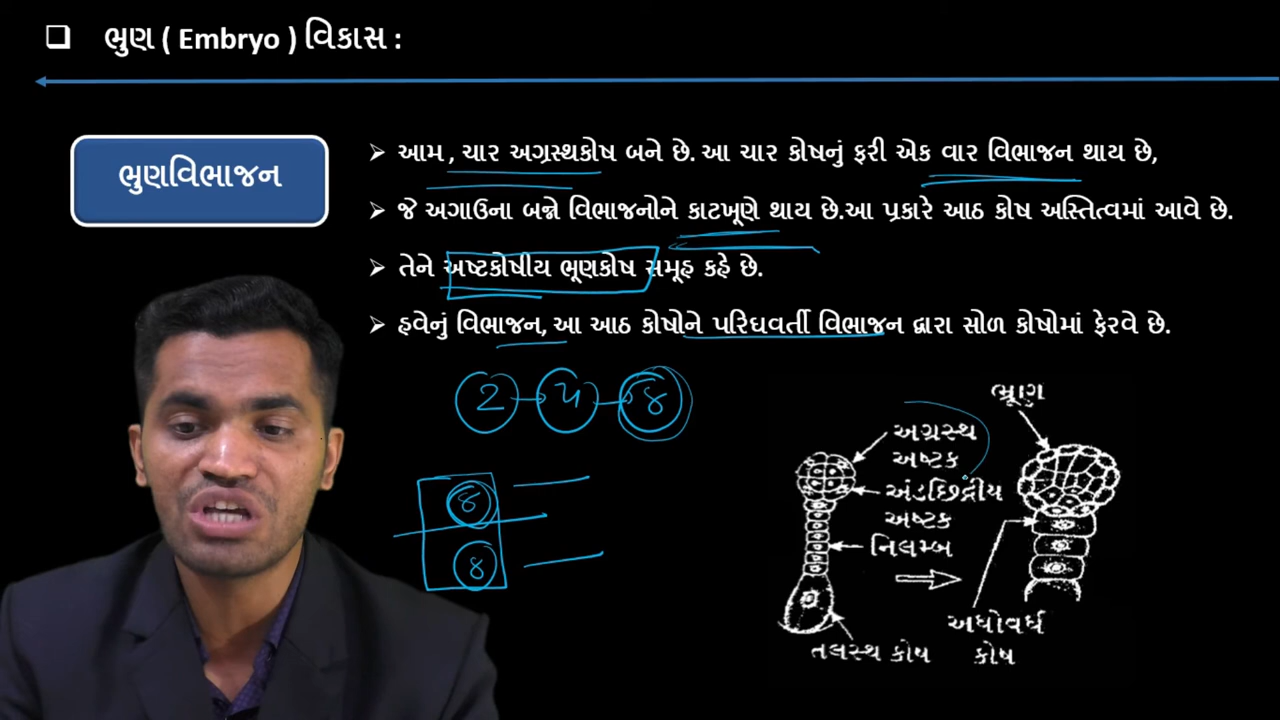 ❑ ભ્રુણ ( Embryo ) વિકાસ :
ભ્રુણવિભાજન
➢ આમ , ચાર અગ્રસ્થકોષ બને છે. આ ચાર કોષનું ફરી એક વાર વિભાજન થાય છે,
➢ જે અગાઉના બન્ને વિભાજનોને કાટખૂણે થાય છે.આ પ્રકારે આઠ કોષ અસ્તિત્વમાં આવે છે.
➢ તેને અષ્ટકોષીય ભૂણકોષ સમૂહ કહે છે.
➢ હવેનું વિભાજન, આ આઠ કોષોને પરિઘવર્તી વિભાજન દ્વારા સોળ કોષોમાં ફેરવે છે.
2 4 8
8
8
ભ્રૂણ
અગ્રસ્થ
અષ્ટક
અંડછિદ્રીય
અષ્ટક
નિલમ્બ
અધોવર્ધ
કોષ
તલસ્થ કોષ